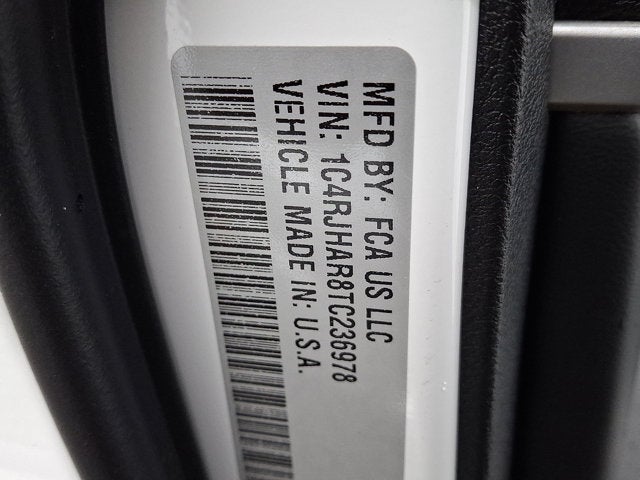 MFD BY: FCA US LLC
VIN: 1C4RJHAR8TC236978
VEHICLE MADE IN: U.S.A.